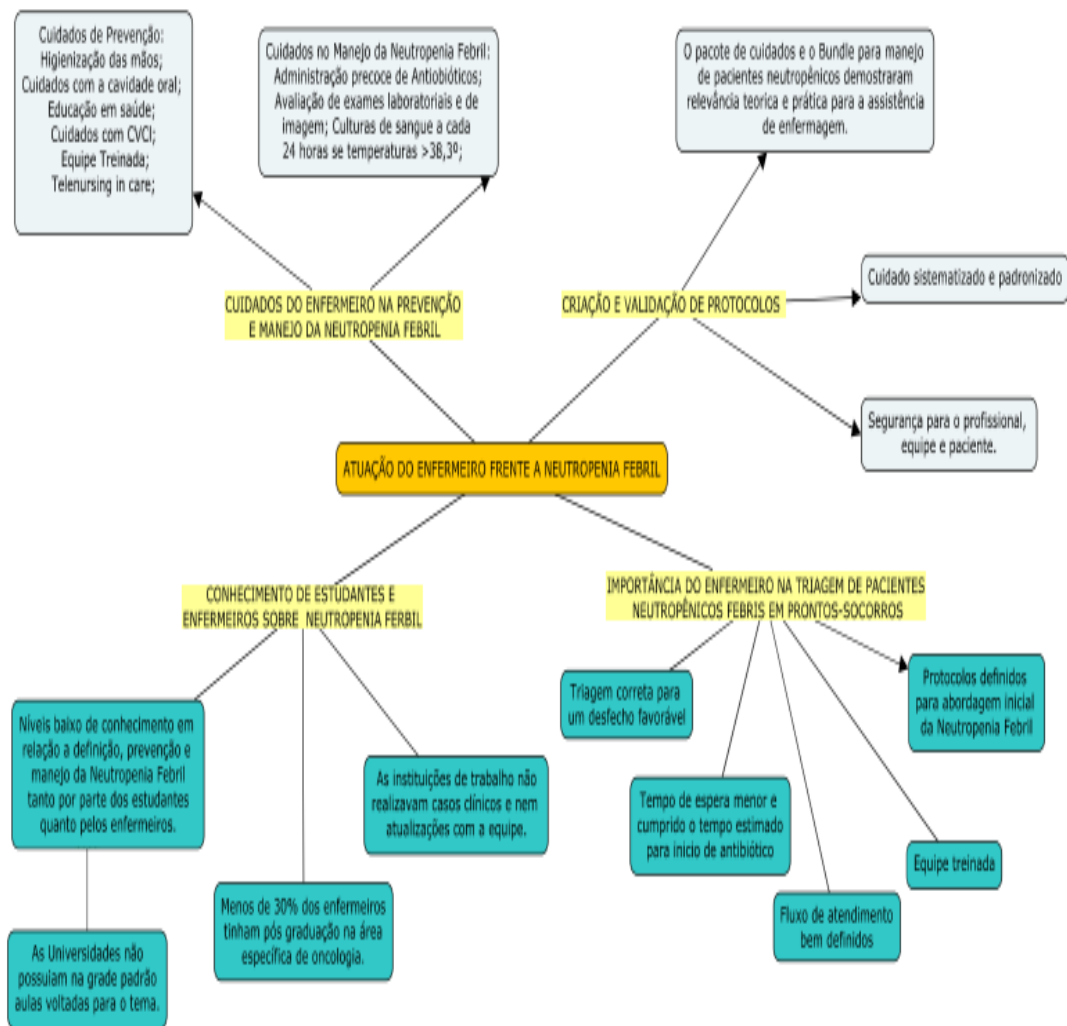 Cuidados de Prevenção:
Higienização das mãos;
Cuidados com a cavidade oral;
Educação em saúde;
Cuidados com CVCI;
Equipe Treinada;
Telenursing in care;
Cuidados no Manejo da Neutropenia Febril:
Administração precoce de Antiobióticos;
Avaliação de exames laboratoriais e de
imagem; Culturas de sangue a cada
24 horas se temperaturas >38,3º;
O pacote de cuidados e o Bundle para manejo
de pacientes neutropênicos demostraram
relevância teorica e prática para a assistência
de enfermagem.
CUIDADOS DO ENFERMEIRO NA PREVENÇÃO
E MANEJO DA NEUTROPENIA FEBRIL
CRIAÇÃO E VALIDAÇÃO DE PROTOCOLOS
Cuidado sistematizado e padronizado
Segurança para o profissional,
equipe e paciente.
ATUAÇÃO DO ENFERMEIRO FRENTE A NEUTROPENIA FEBRIL
CONHECIMENTO DE ESTUDANTES E
ENFERMEIROS SOBRE NEUTROPENIA FERBIL
IMPORTÂNCIA DO ENFERMEIRO NA TRIAGEM DE PACIENTES
NEUTROPÊNICOS FEBRIS EM PRONTOS-SOCORROS
Níveis baixo de conhecimento em
relação a definição, prevenção e
manejo da Neutropenia Febril
tanto por parte dos estudantes
quanto pelos enfermeiros.
As instituições de trabalho não
realizavam casos clínicos e nem
atualizações com a equipe.
Menos de 30% dos enfermeiros
tinham pós graduação na área
específica de oncologia.
As Universidades não
possuiam na grade padrão
aulas voltadas para o tema.
Triagem correta para
um desfecho favorável
Protocolos definidos
para abordagem inicial
da Neutropenia Febril
Tempo de espera menor e
cumprido o tempo estimado
para inicio de antibiótico
Equipe treinada
Fluxo de atendimento
bem definidos